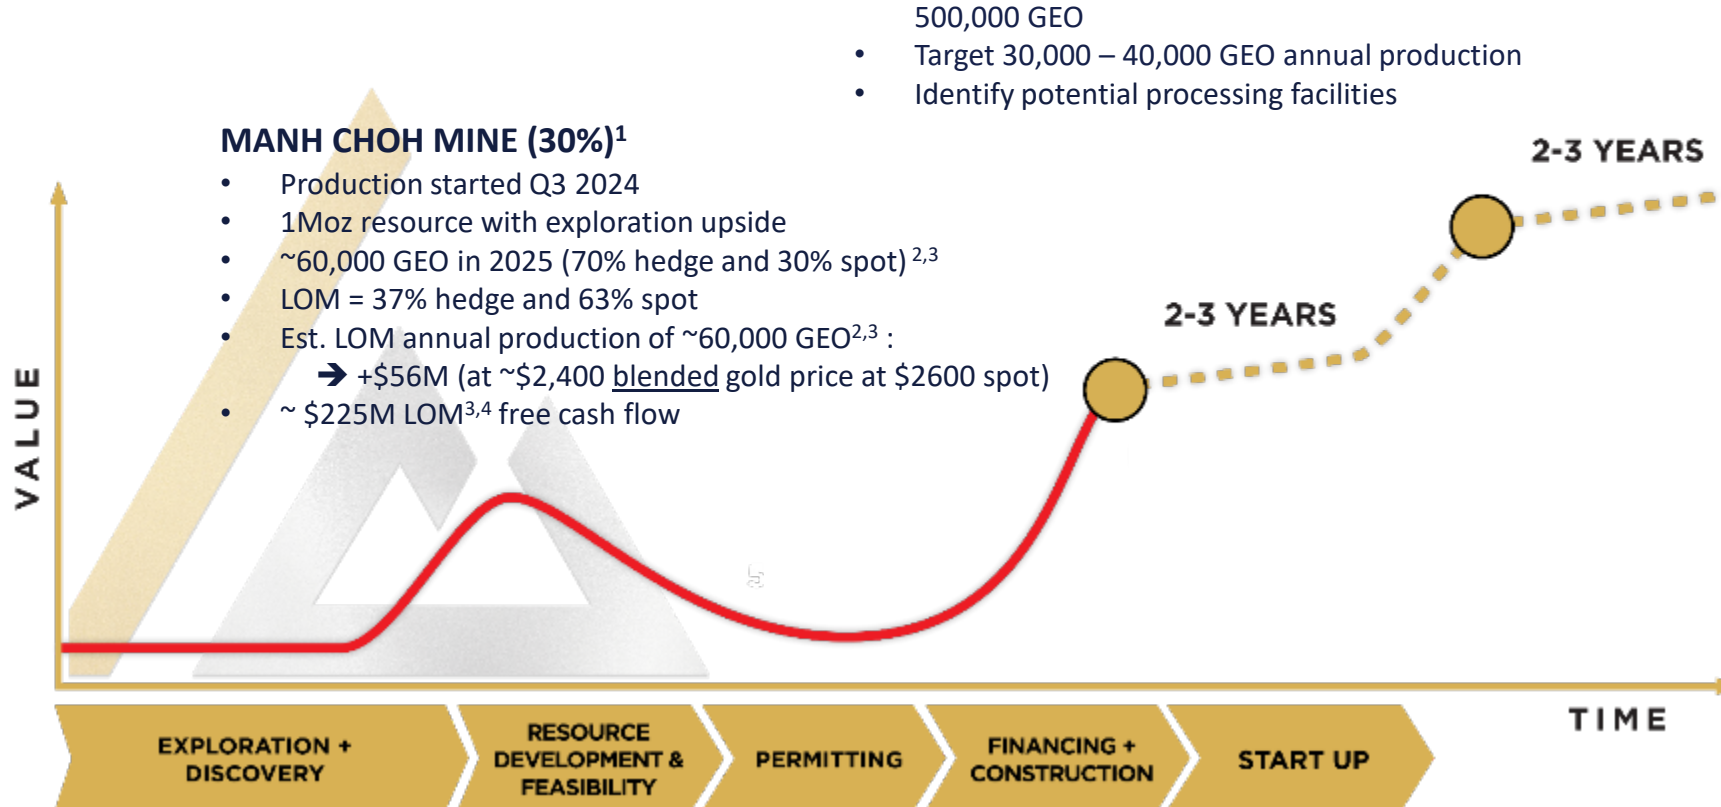 500,000 GEO
• Target 30,000 – 40,000 GEO annual production
• Identify potential processing facilities
MANH CHOH MINE (30%)¹
• Production started Q3 2024
• 1Moz resource with exploration upside
• ~60,000 GEO in 2025 (70% hedge and 30% spot) ²,³
• LOM = 37% hedge and 63% spot
• Est. LOM annual production of ~60,000 GEO²,³ :
➔ +$56M (at ~$2,400 blended gold price at $2600 spot)
• ~ $225M LOM³,⁴ free cash flow
2-3 YEARS
2-3 YEARS
VALUE
TIME
EXPLORATION +
DISCOVERY
RESOURCE
DEVELOPMENT &
FEASIBILITY
PERMITTING
FINANCING +
CONSTRUCTION
START UP